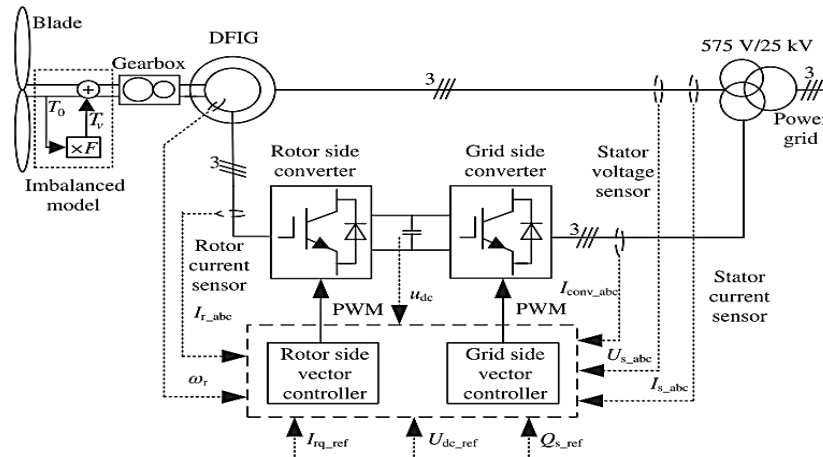 Blade
DFIG
575 V/25 kV
Gearbox
3
3
Power
grid
T0
Tv
×F
Imbalanced
model
3
Rotor side
converter
Grid side
converter
Stator
voltage
sensor
3
Rotor
current
sensor
Stator
current
sensor
Ir_abc
PWM
udc
PWM
Iconv_abc
Us_abc
Is_abc
ωr
Rotor side
vector
controller
Grid side
vector
controller
Irq_ref
Udc_ref
Qs_ref